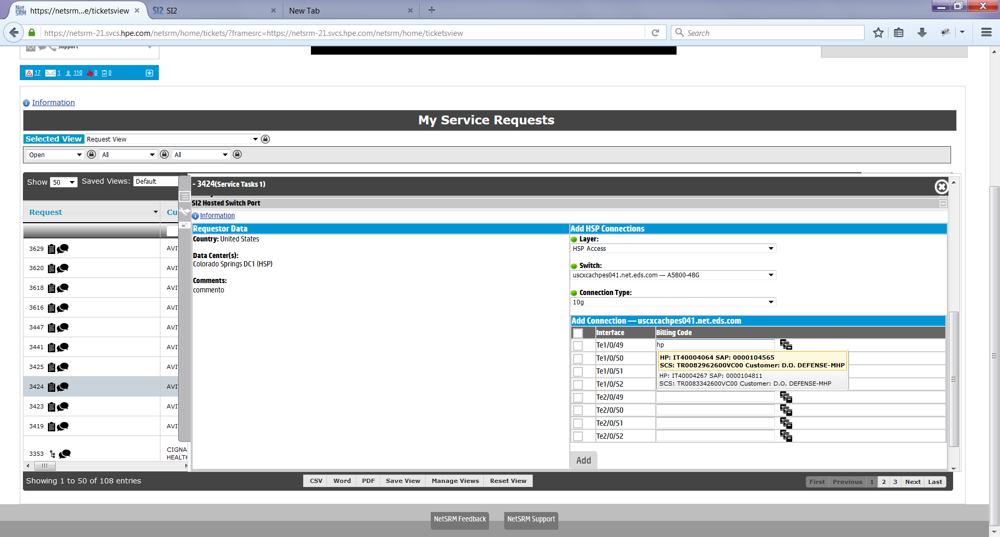 https://netsrm...e/ticketsview
SI2 SI2
New Tab
https://netsrm-21.svcs.hpe.com/netsrm/home/tickets/?framesrc=https://netsrm-21.svcs.hpe.com/netsrm/home/ticketsview
Search
Support
17 1 110 0 0
Information
My Service Requests
Selected View Request View
Open All All
Show 50 Saved Views: Default
- 3424(Service Tasks 1)
SI2 Hosted Switch Port
Information
Request Cu
Requestor Data
Country: United States
Data Center(s):
Colorado Springs DC1 (HSP)
Comments:
commento
Add HSP Connections
Layer:
HSP Access
Switch:
uscxcachpes041.net.eds.com — A5800-48G
Connection Type:
10g
Add Connection — uscxcachpes041.net.eds.com
Interface Billing Code
Te1/0/49 hp
Te1/0/50
Te1/0/51
Te1/0/52
Te2/0/49
Te2/0/50
Te2/0/51
Te2/0/52
HP: IT40004064 SAP: 0000104565
SCS: TR0082962600VC00 Customer: D.O. DEFENSE-MHP
HP: IT40004267 SAP: 0000104811
SCS: TR0083342600VC00 Customer: D.O. DEFENSE-MHP
Add
3629 AVI
3620 AVI
3618 AVI
3616 AVI
3447 AVI
3441 AVI
3425 AVI
3424 AVI
3423 AVI
3419 AVI
3353 CIGNA
HEALTH
Showing 1 to 50 of 108 entries
CSV Word PDF Save View Manage Views Reset View
First Previous 1 2 3 Next Last
NetSRM Feedback NetSRM Support